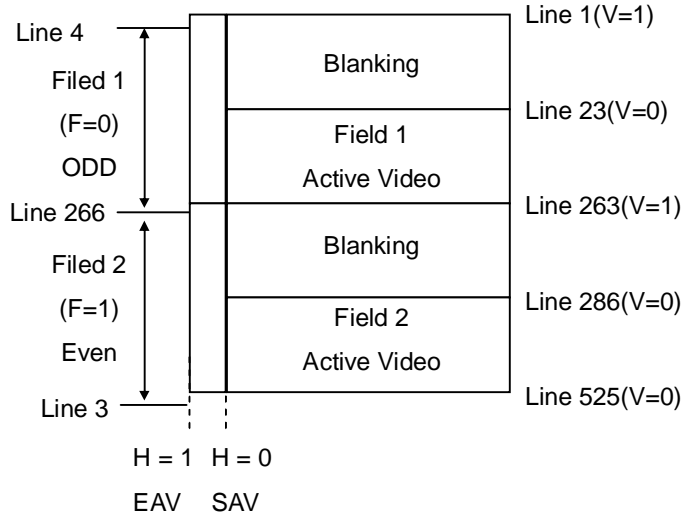 Line 1(V=1)
Line 4
Blanking
Filed 1
(F=0)
ODD
Line 23(V=0)
Field 1
Active Video
Line 263(V=1)
Line 266
Blanking
Filed 2
(F=1)
Even
Line 286(V=0)
Field 2
Active Video
Line 525(V=0)
Line 3
H = 1 H = 0
EAV SAV